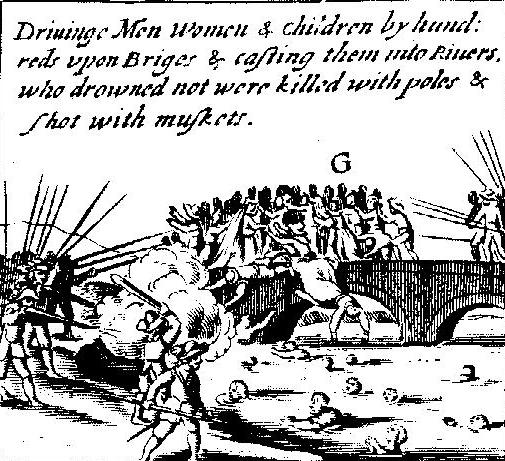 Driuinge Men Women & children by hund:
reds vpon Briges & caſting them into Riuers,
who drowned not were killed with poles &
ſhot with muſkets.
G